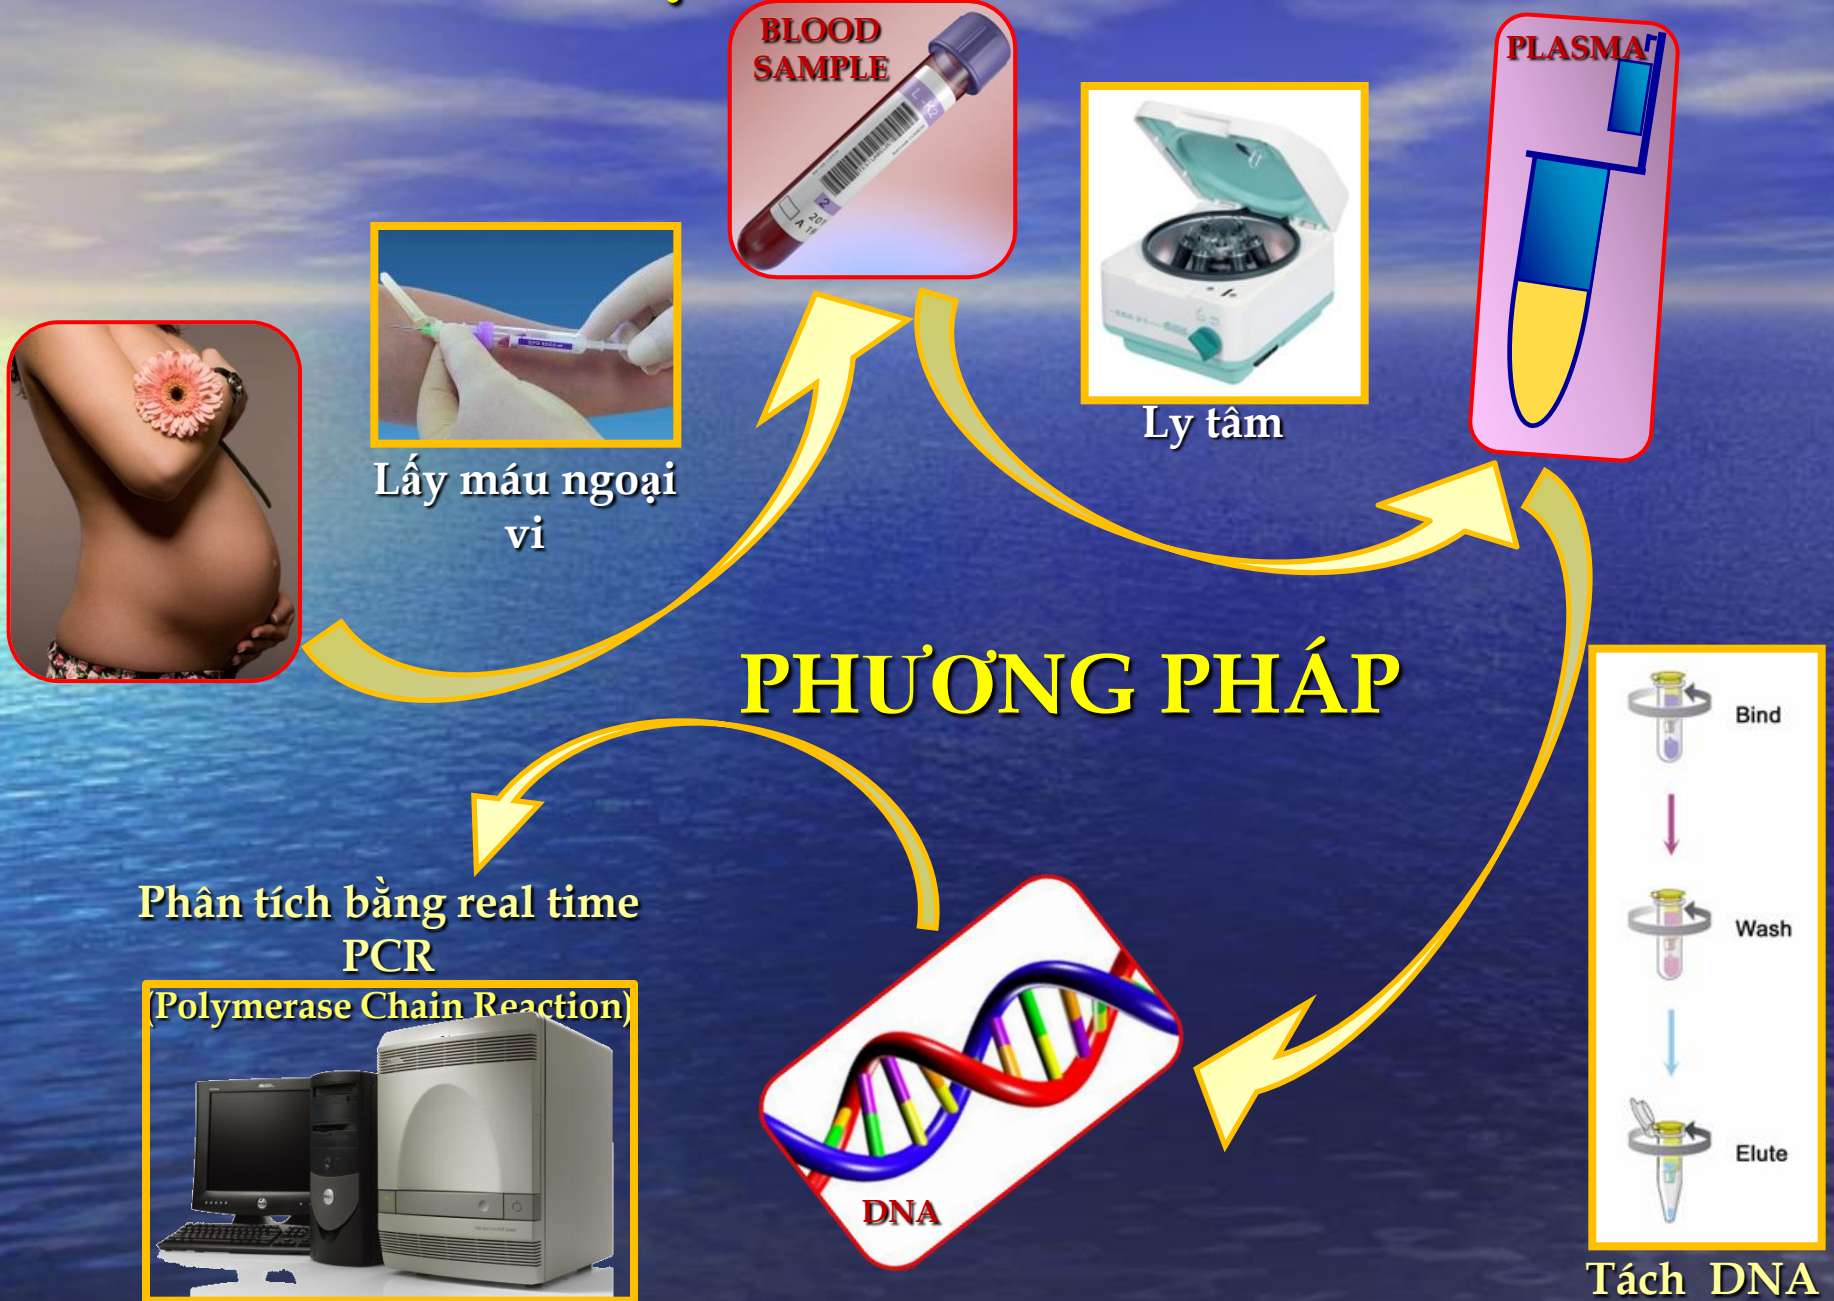 BLOOD
SAMPLE
PLASMA
Ly tâm
Lấy máu ngoại
vi
PHƯƠNG PHÁP
Bind
Wash
Elute
Phân tích bằng real time
PCR
(Polymerase Chain Reaction)
DNA
Tách DNA